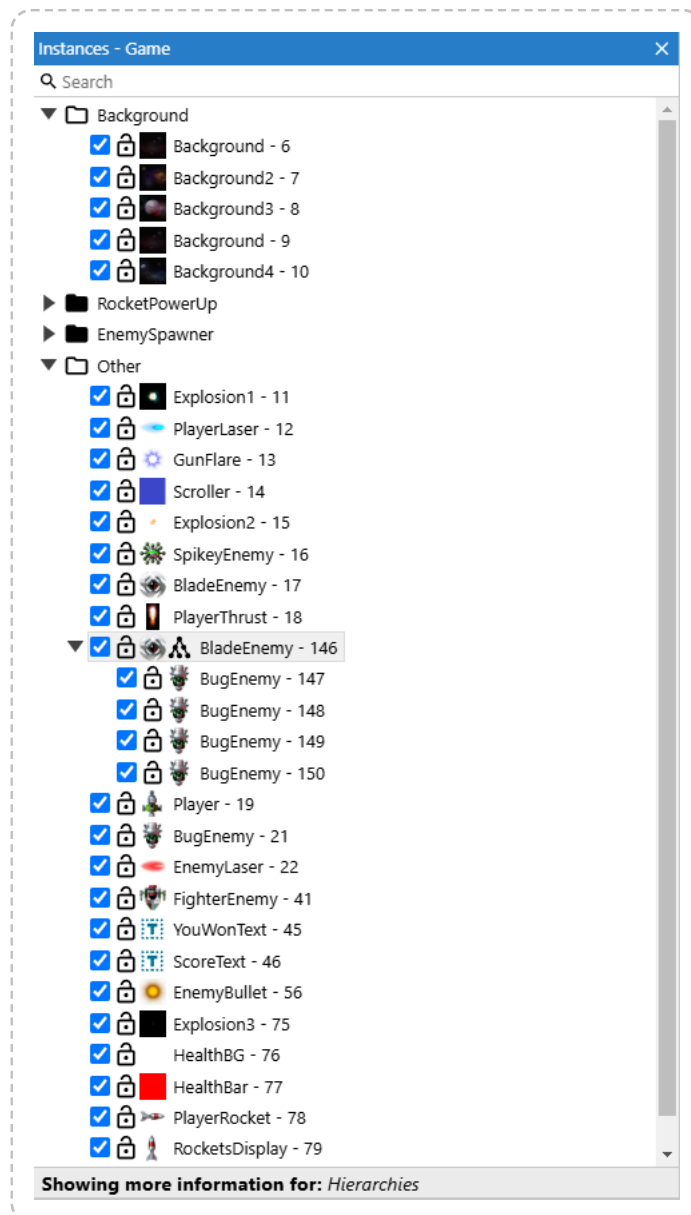 Instances - Game
Search
Background
Background - 6
Background2 - 7
Background3 - 8
Background - 9
Background4 - 10
RocketPowerUp
EnemySpawner
Other
Explosion1 - 11
PlayerLaser - 12
GunFlare - 13
Scroller - 14
Explosion2 - 15
SpikeyEnemy - 16
BladeEnemy - 17
PlayerThrust - 18
BladeEnemy - 146
BugEnemy - 147
BugEnemy - 148
BugEnemy - 149
BugEnemy - 150
Player - 19
BugEnemy - 21
EnemyLaser - 22
FighterEnemy - 41
YouWonText - 45
ScoreText - 46
EnemyBullet - 56
Explosion3 - 75
HealthBG - 76
HealthBar - 77
PlayerRocket - 78
RocketsDisplay - 79
Showing more information for: Hierarchies